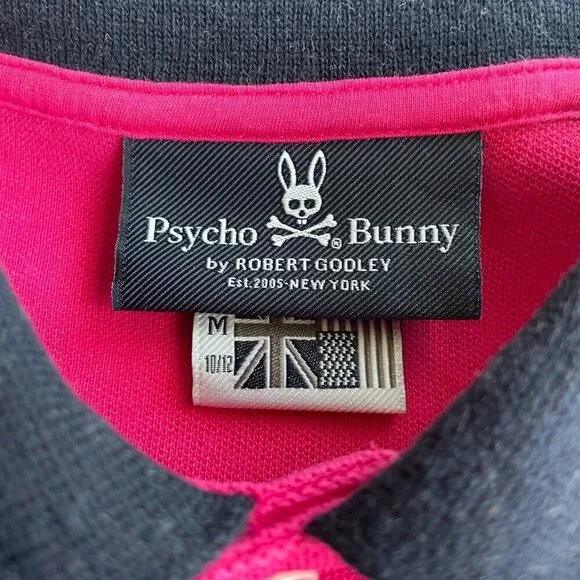 Psycho ® Bunny
by ROBERT GODLEY
EST.2005-NEW YORK
M
10/12